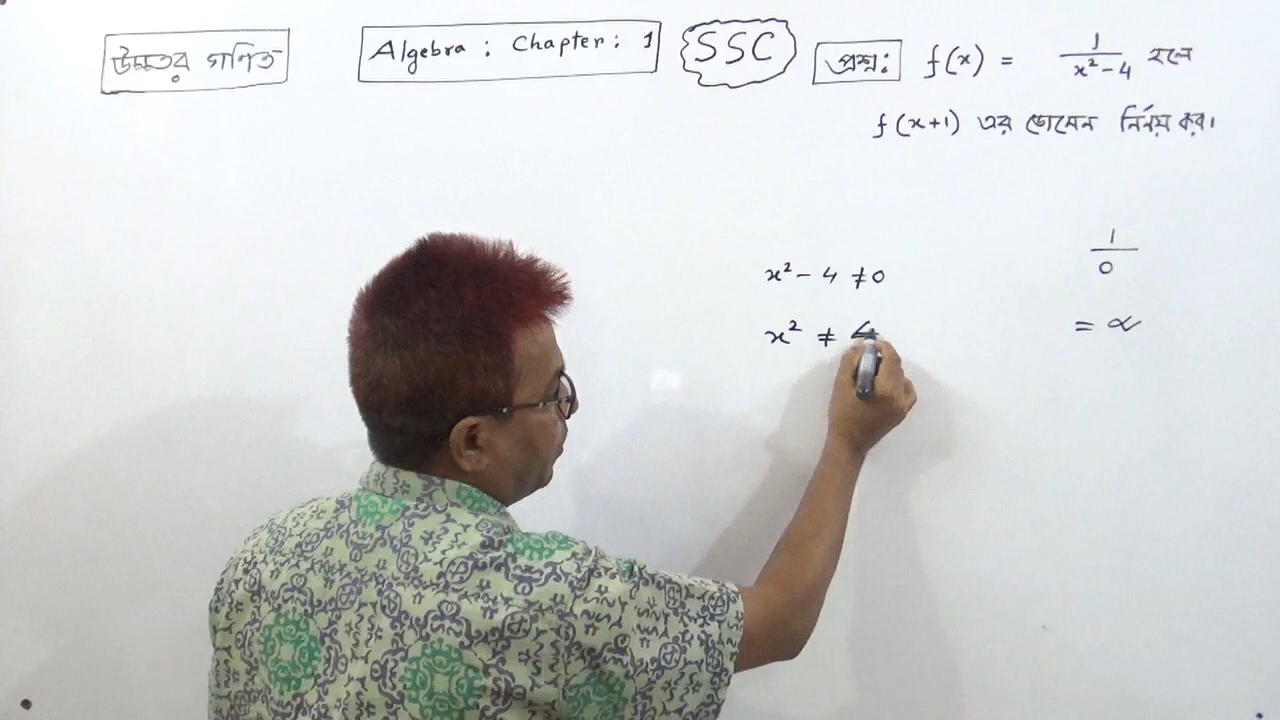 উচ্চতর গণিত
Algebra : Chapter : 1
SSC
প্রশ্ন: f(x) = 1/(x² - 4) হলে
f(x+1) এর ডোমেন নির্নয় কর।
x² - 4 ≠ 0
x² ≠ 4
1/0
= ∝